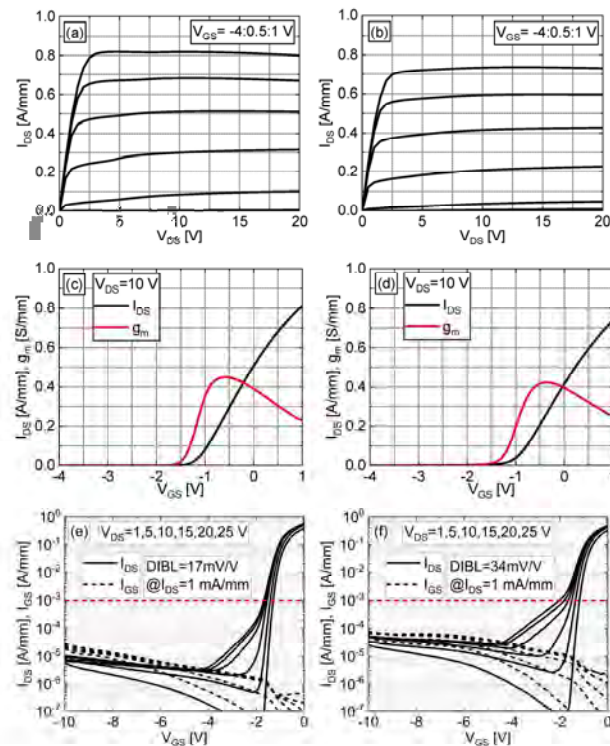 (a)
V_GS= -4:0.5:1 V
I_DS [A/mm]
1.0
0.8
0.6
0.4
0.2
0.0
0 5 10 15 20
V_DS [V]
(b)
V_GS= -4:0.5:1 V
I_DS [A/mm]
1.0
0.8
0.6
0.4
0.2
0.0
0 5 10 15 20
V_DS [V]
(c)
V_DS=10 V
I_DS
g_m
I_DS [A/mm], g_m [S/mm]
1.0
0.8
0.6
0.4
0.2
0.0
-4 -3 -2 -1 0 1
V_GS [V]
(d)
V_DS=10 V
I_DS
g_m
I_DS [A/mm], g_m [S/mm]
1.0
0.8
0.6
0.4
0.2
0.0
-4 -3 -2 -1 0 1
V_GS [V]
(e)
V_DS=1,5,10,15,20,25 V
I_DS DIBL=17mV/V
I_GS @I_DS=1 mA/mm
I_DS [A/mm], I_GS [A/mm]
10^0
10^-1
10^-2
10^-3
10^-4
10^-5
10^-6
10^-7
-10 -8 -6 -4 -2 0
V_GS [V]
(f)
V_DS=1,5,10,15,20,25 V
I_DS DIBL=34mV/V
I_GS @I_DS=1 mA/mm
I_DS [A/mm], I_GS [A/mm]
10^0
10^-1
10^-2
10^-3
10^-4
10^-5
10^-6
10^-7
-10 -8 -6 -4 -2 0
V_GS [V]